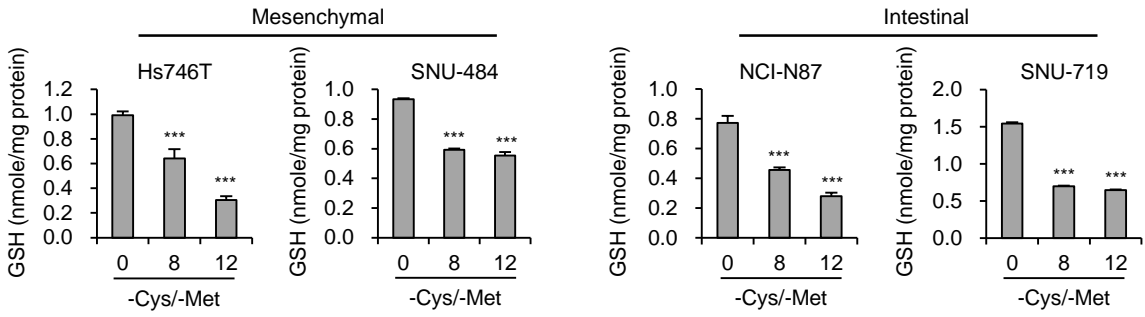 Mesenchymal
Intestinal
Hs746T
SNU-484
NCI-N87
SNU-719
GSH (nmole/mg protein)
1.2
1.0
0.8
0.6
0.4
0.2
0.0
***
***
0 8 12
-Cys/-Met
GSH (nmole/mg protein)
1.0
0.8
0.6
0.4
0.2
0.0
***
***
0 8 12
-Cys/-Met
GSH (nmole/mg protein)
1.0
0.8
0.6
0.4
0.2
0.0
***
***
0 8 12
-Cys/-Met
GSH (nmole/mg protein)
2.0
1.5
1.0
0.5
0.0
***
***
0 8 12
-Cys/-Met